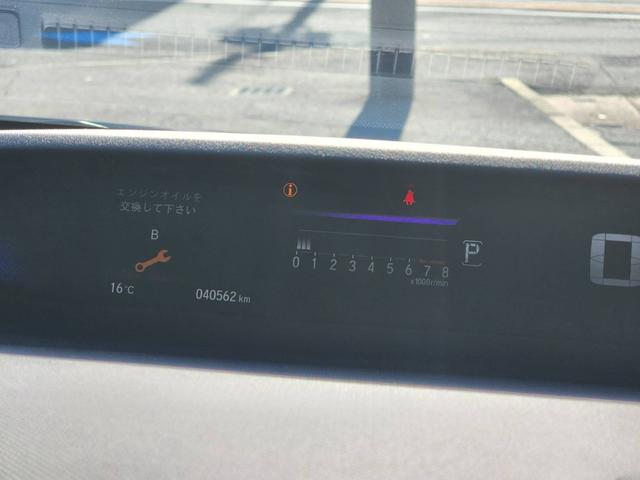 エンジンオイルを
交換して下さい
B
16℃
040562 km
0 1 2 3 4 5 6 7 8
x1000r/min
P